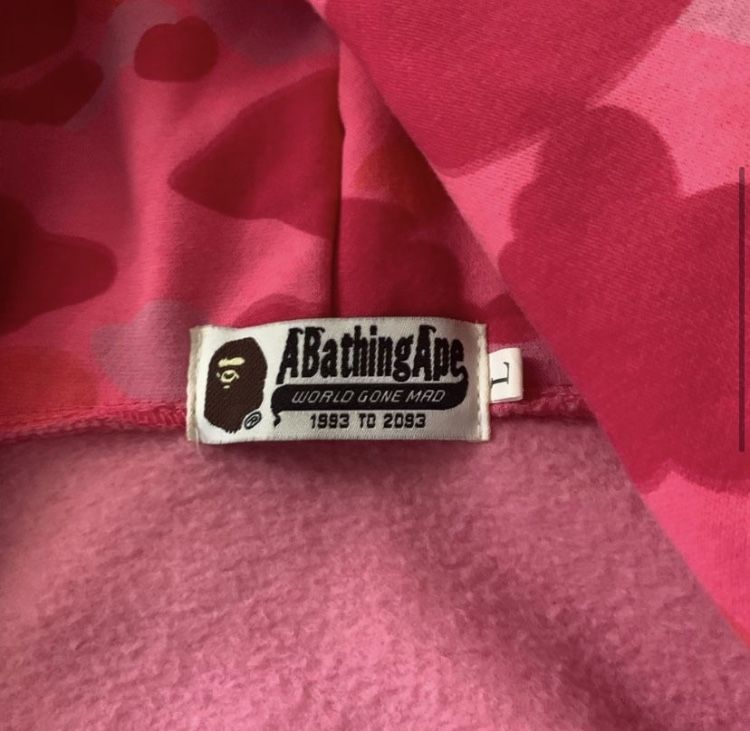 ABathingApe
WORLD GONE MAD
1993 TO 2093
L